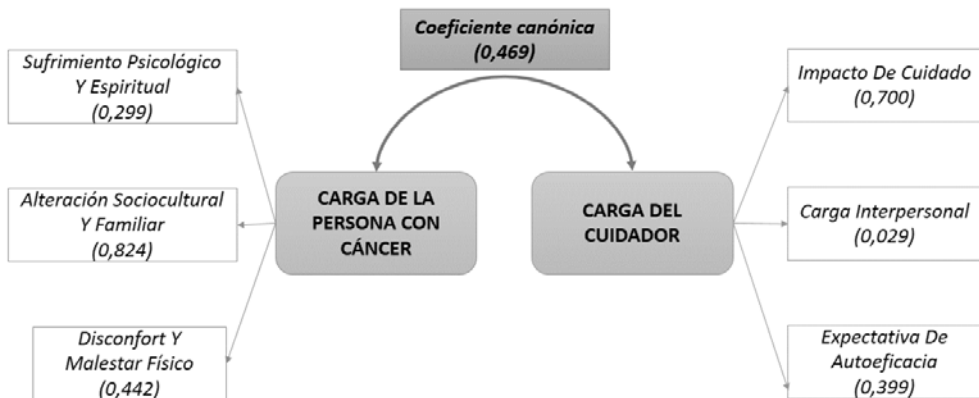 Coeficiente canónica
(0,469)
Sufrimiento Psicológico
Y Espiritual
(0,299)
Alteración Sociocultural
Y Familiar
(0,824)
Disconfort Y
Malestar Físico
(0,442)
CARGA DE LA
PERSONA CON
CÁNCER
CARGA DEL
CUIDADOR
Impacto De Cuidado
(0,700)
Carga Interpersonal
(0,029)
Expectativa De
Autoeficacia
(0,399)